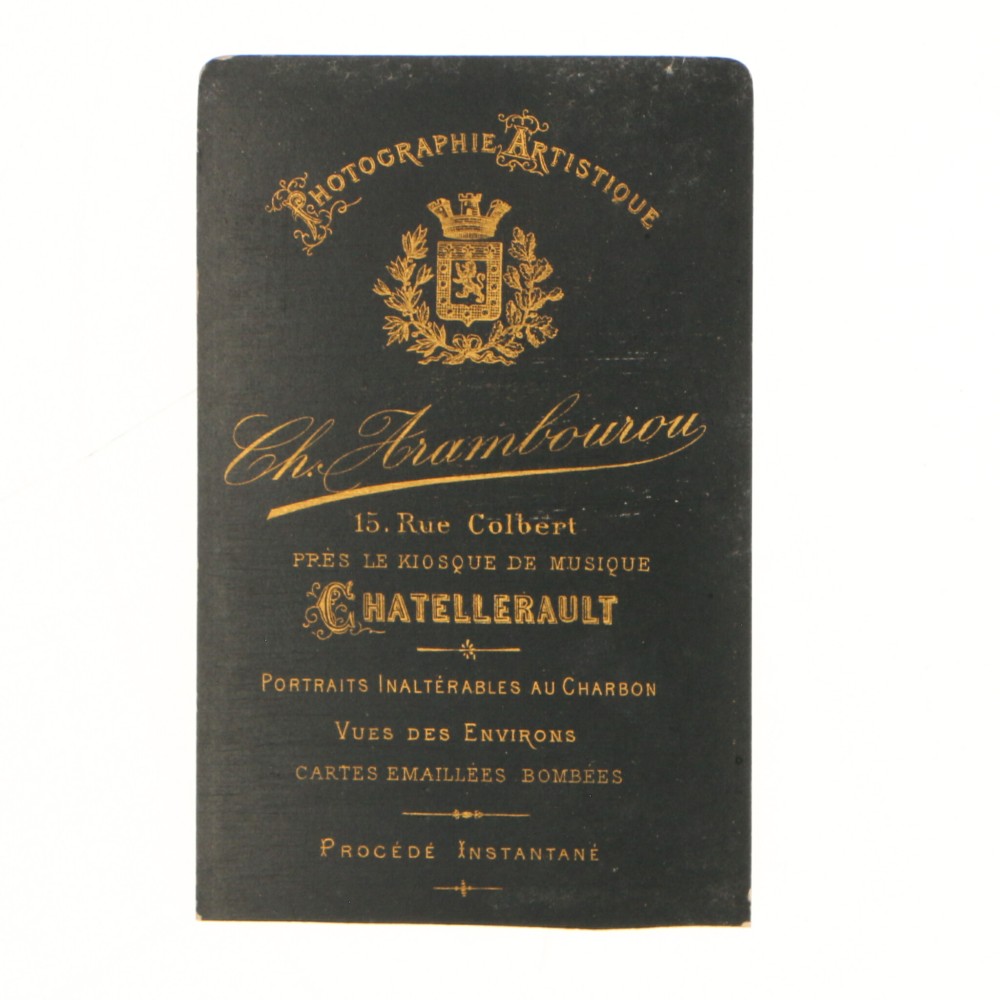 PHOTOGRAPHIE ARTISTIQUE
Ch. Arambourou
15. Rue Colbert
PRÈS LE KIOSQUE DE MUSIQUE
CHATELLERAULT
PORTRAITS INALTÉRABLES AU CHARBON
VUES DES ENVIRONS
CARTES EMAILLÉES BOMBEES
PROCÉDÉ INSTANTANÉ